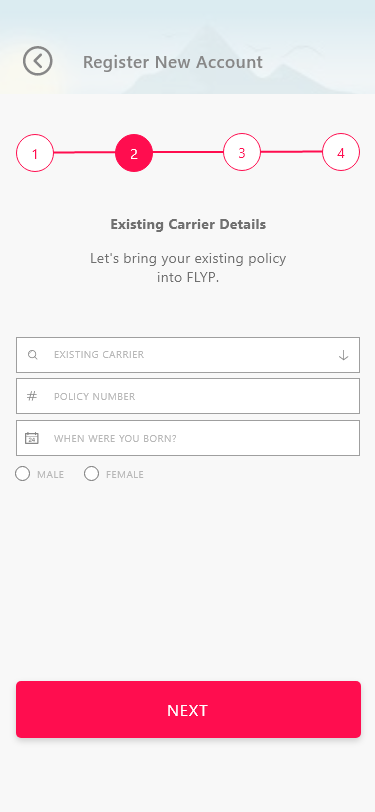 Register New Account
1 2 3 4
Existing Carrier Details
Let's bring your existing policy
into FLYP.
EXISTING CARRIER
# POLICY NUMBER
24 WHEN WERE YOU BORN?
MALE FEMALE
NEXT